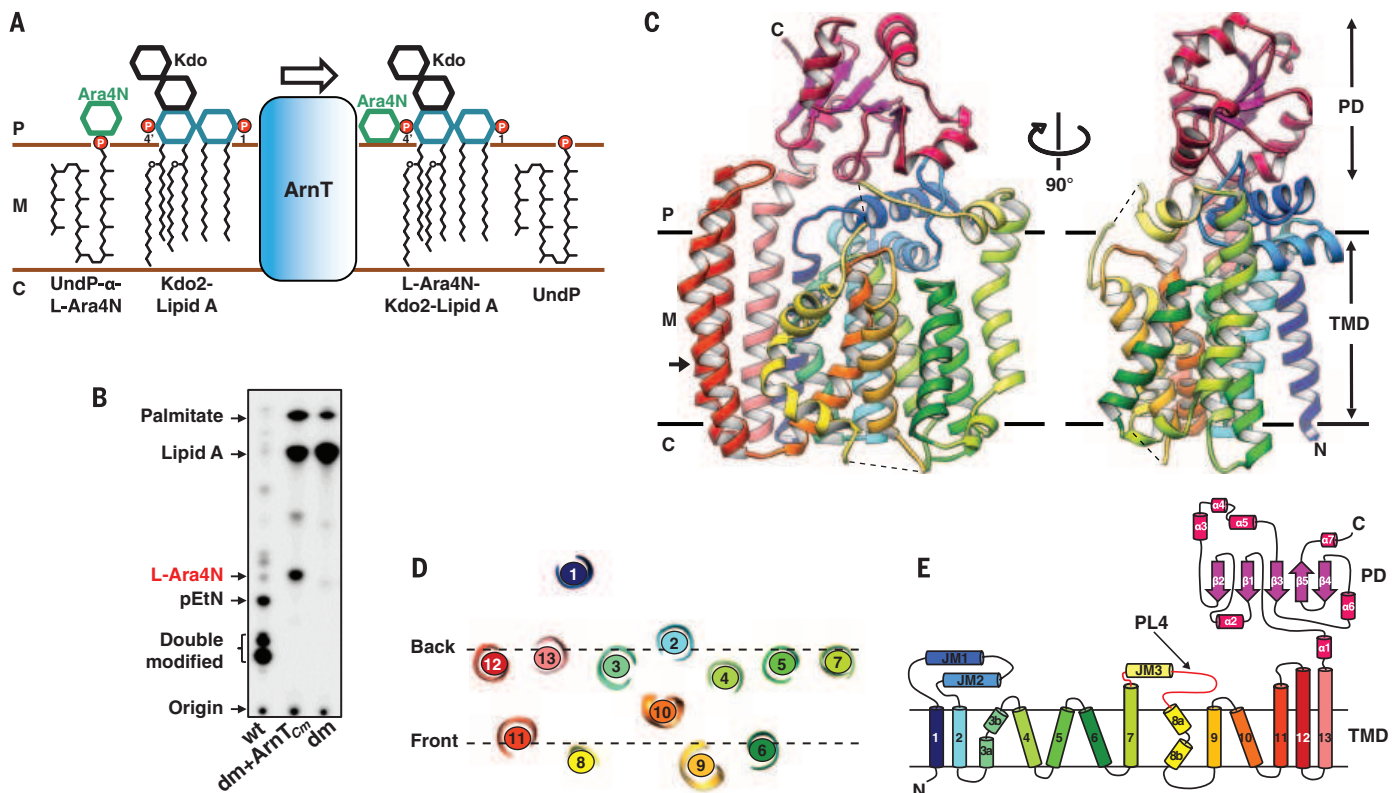 A
Kdo
Kdo
Ara4N
Ara4N
P
P
4'
P
1
P
4'
P
1
P
P
ArnT
M
C
UndP-α-
L-Ara4N
Kdo2-
Lipid A
L-Ara4N-
Kdo2-Lipid A
UndP
B
Palmitate
Lipid A
L-Ara4N
pEtN
Double
modified
Origin
wt
dm+ArnTCm
dm
C
C
P
M
C
90°
PD
TMD
N
D
Back
Front
1
2
12
13
3
4
5
7
10
11
8
9
6
E
α4
α3
α5
α7
C
β2
β1
β3
β5
β4
PD
α2
α6
PL4
α1
JM1
JM2
JM3
1
2
3b
3a
4
5
6
7
8a
8b
9
10
11
12
13
TMD
N